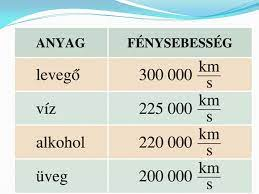 ANYAG FÉNYSEBESSÉG
levegő 300 000 km/s
víz 225 000 km/s
alkohol 220 000 km/s
üveg 200 000 km/s